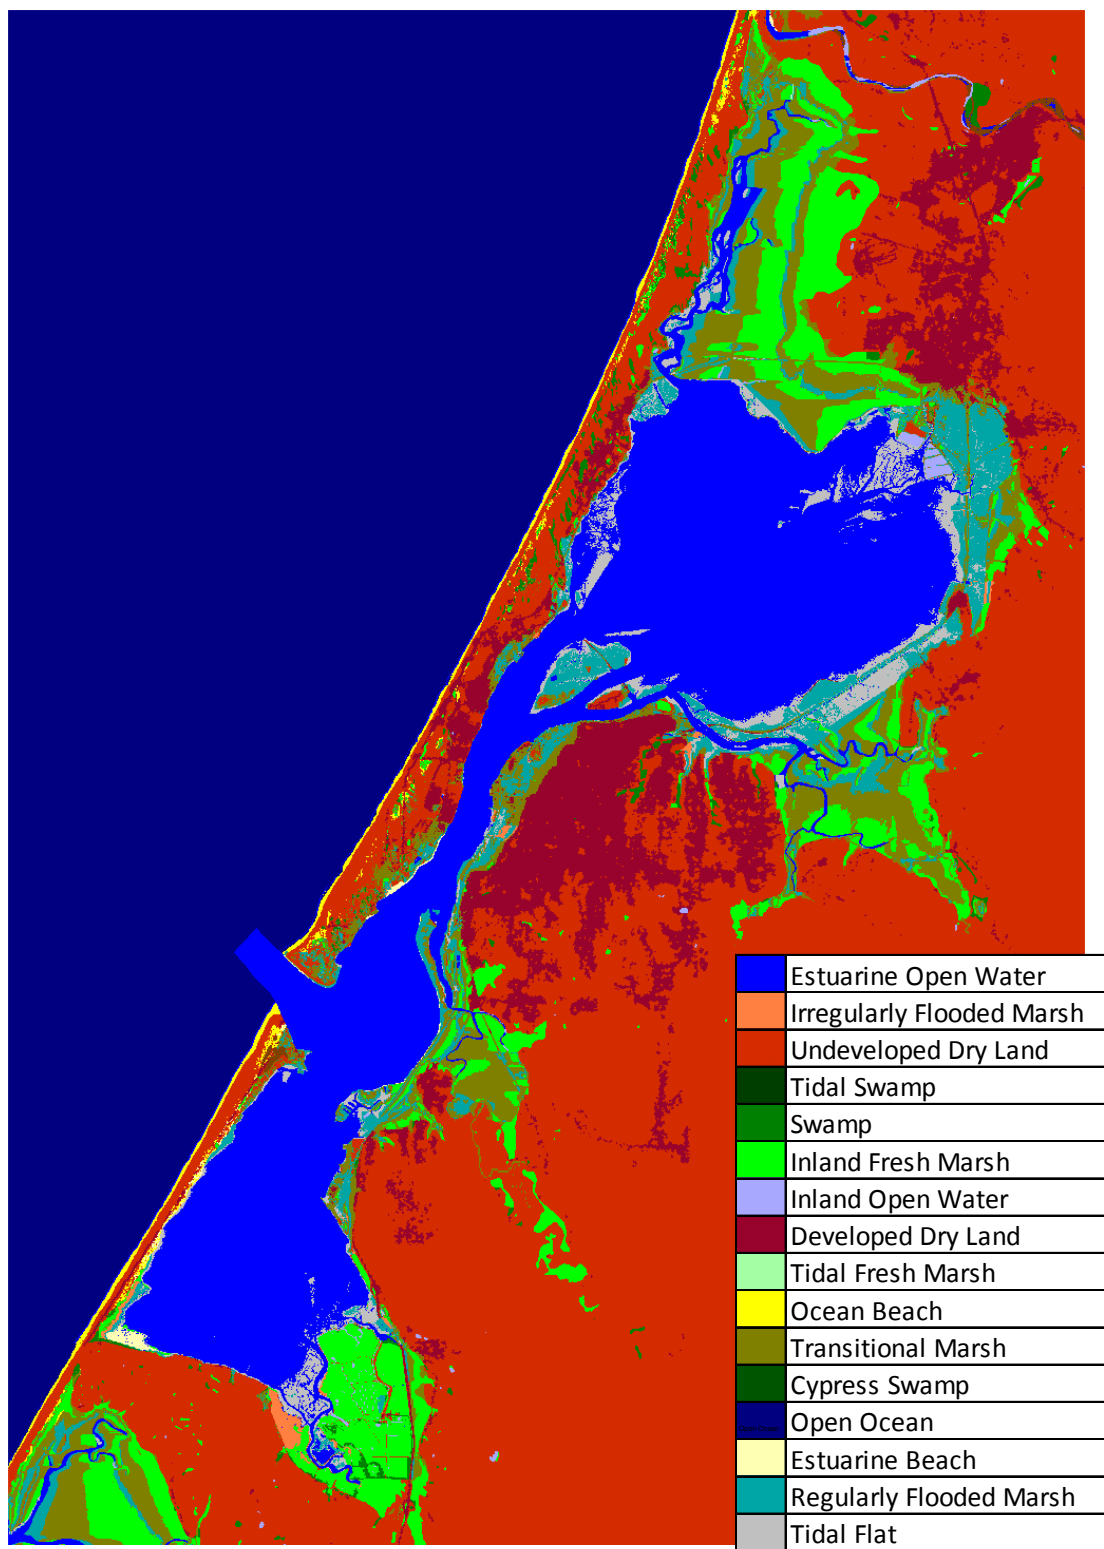 Estuarine Open Water
Irregularly Flooded Marsh
Undeveloped Dry Land
Tidal Swamp
Swamp
Inland Fresh Marsh
Inland Open Water
Developed Dry Land
Tidal Fresh Marsh
Ocean Beach
Transitional Marsh
Cypress Swamp
Open Ocean
Estuarine Beach
Regularly Flooded Marsh
Tidal Flat